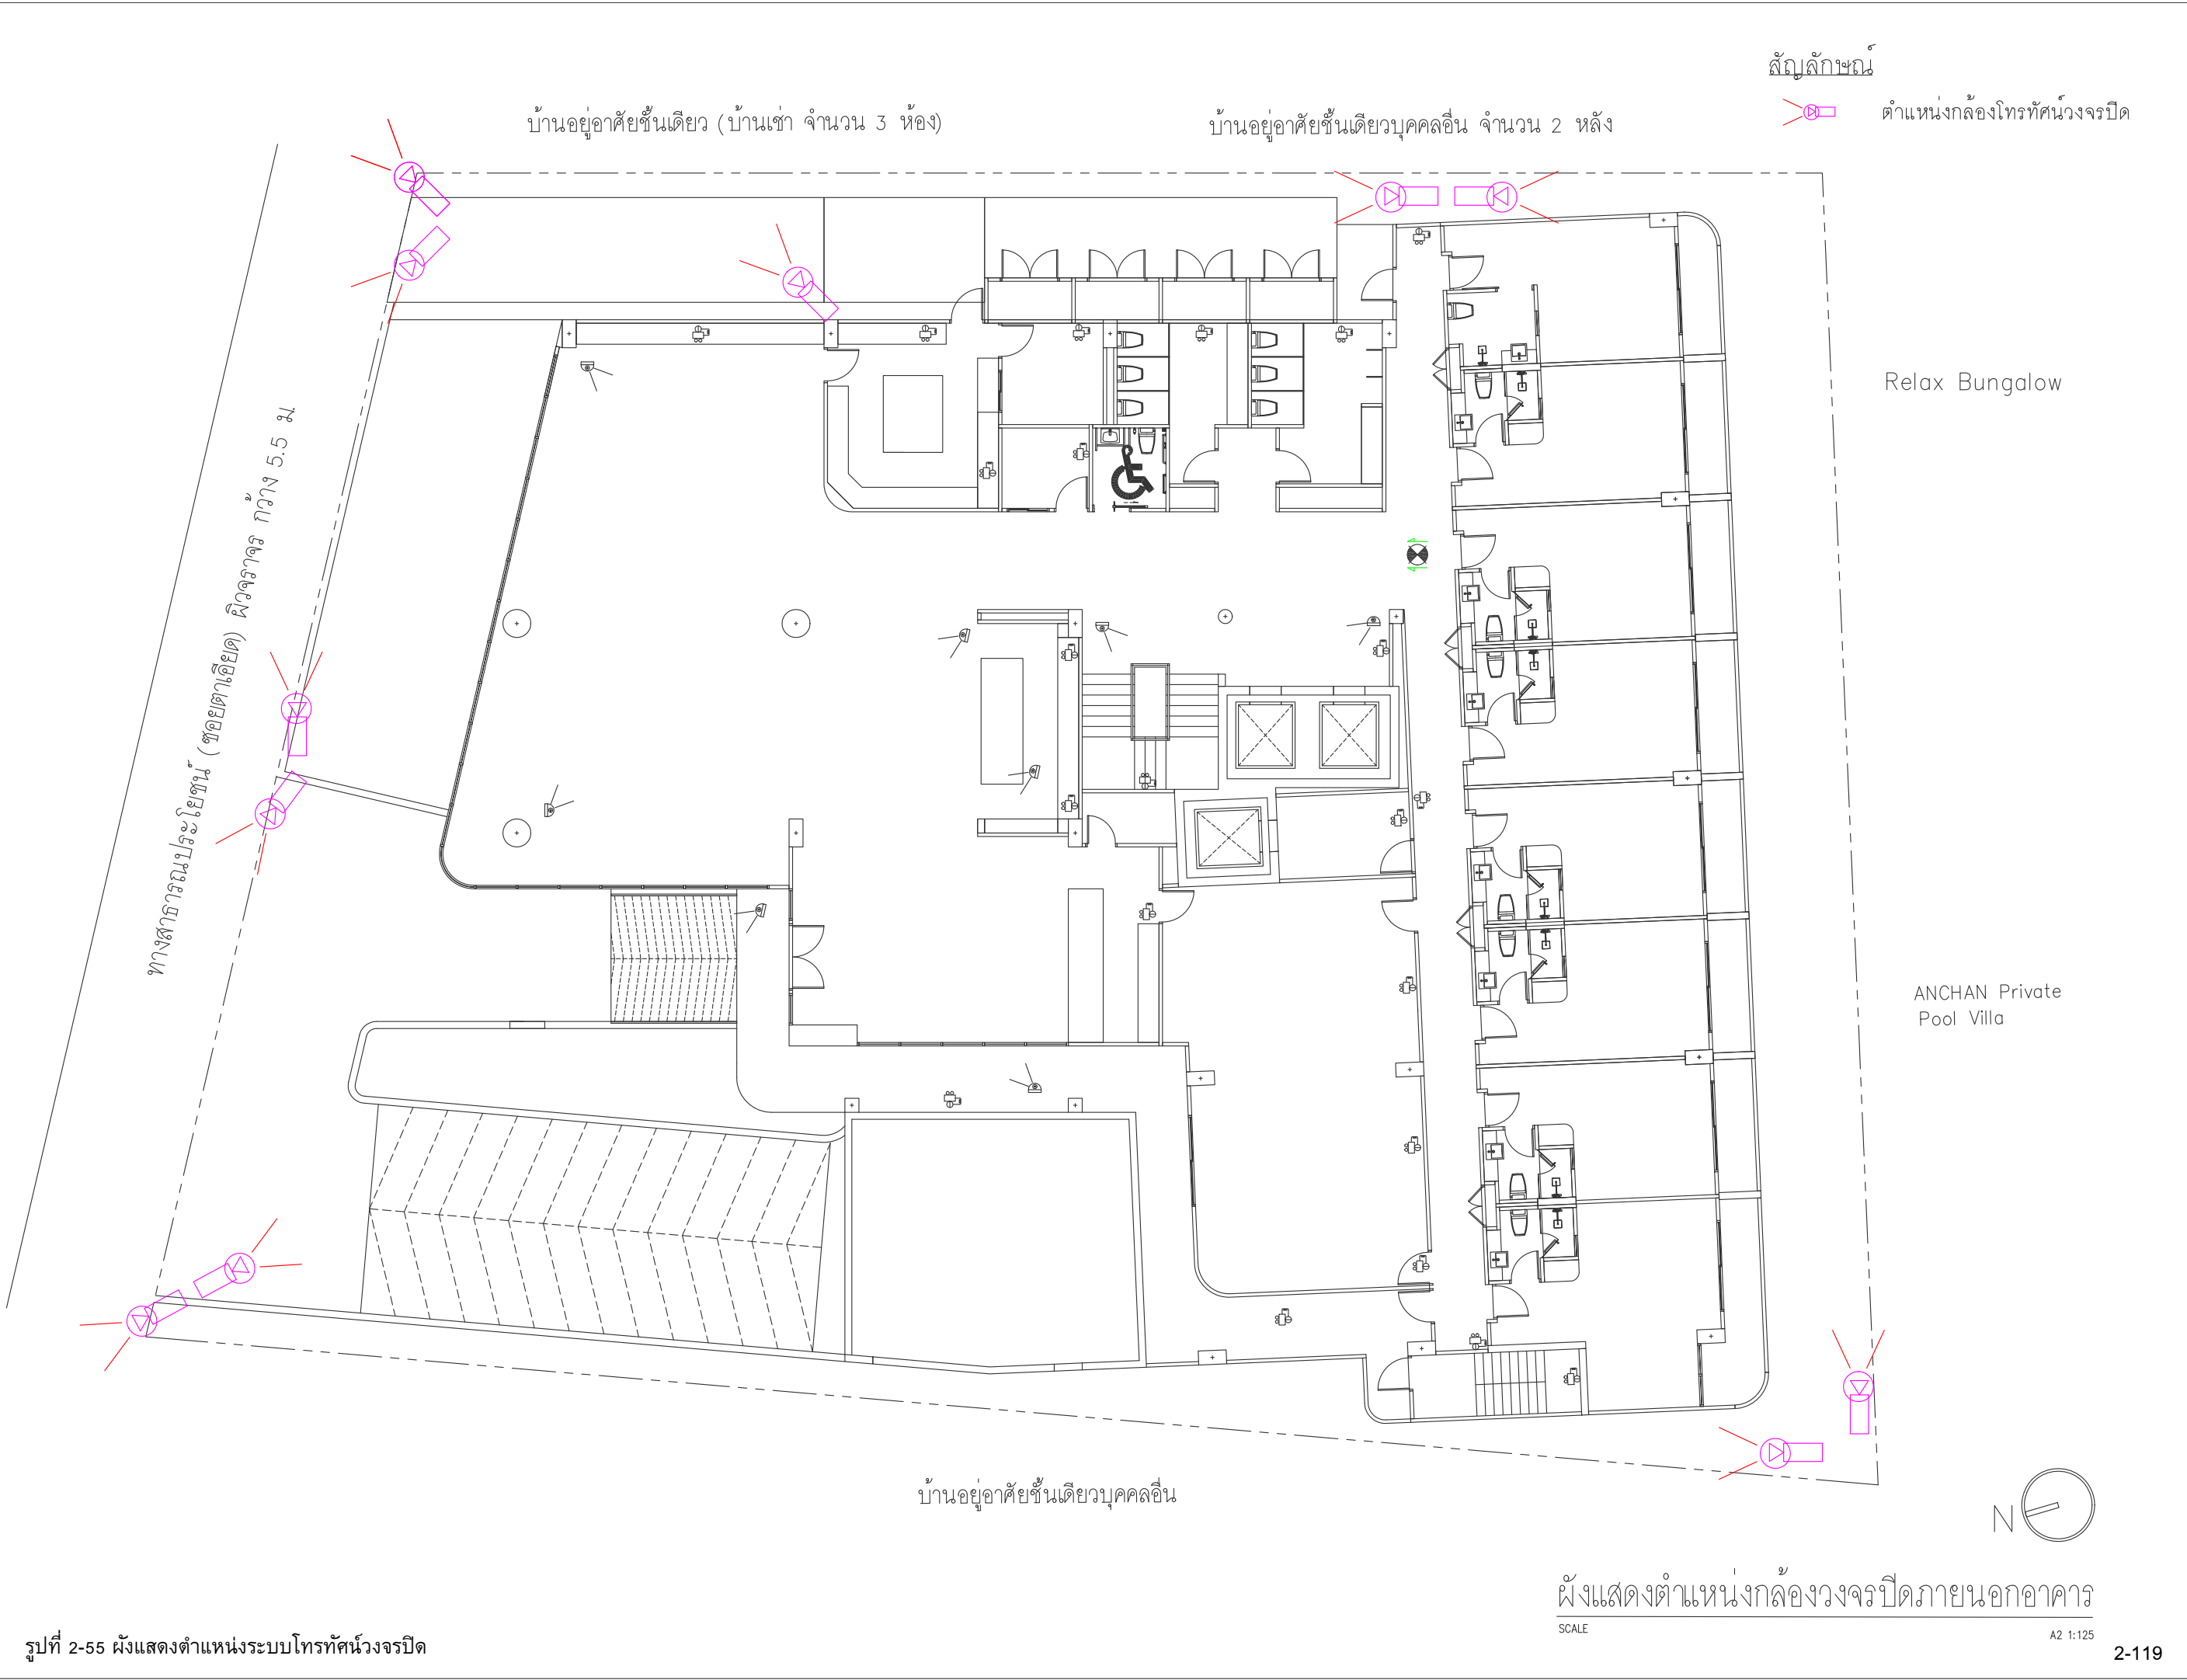 สัญลักษณ์
ตำแหน่งกล้องโทรทัศน์วงจรปิด
บ้านอยู่อาศัยชั้นเดียว (บ้านเช่า จำนวน 3 ห้อง)
บ้านอยู่อาศัยชั้นเดียวบุคคลอื่น จำนวน 2 หลัง
ทางสาธารณประโยชน์ (ซอยตาเอียด) ผิวจราจร กว้าง 5.5 ม.
Relax Bungalow
ANCHAN Private
Pool Villa
บ้านอยู่อาศัยชั้นเดียวบุคคลอื่น
N
ผังแสดงตำแหน่งกล้องวงจรปิดภายนอกอาคาร
SCALE
A2 1:125
รูปที่ 2-55 ผังแสดงตำแหน่งระบบโทรทัศน์วงจรปิด
2-119